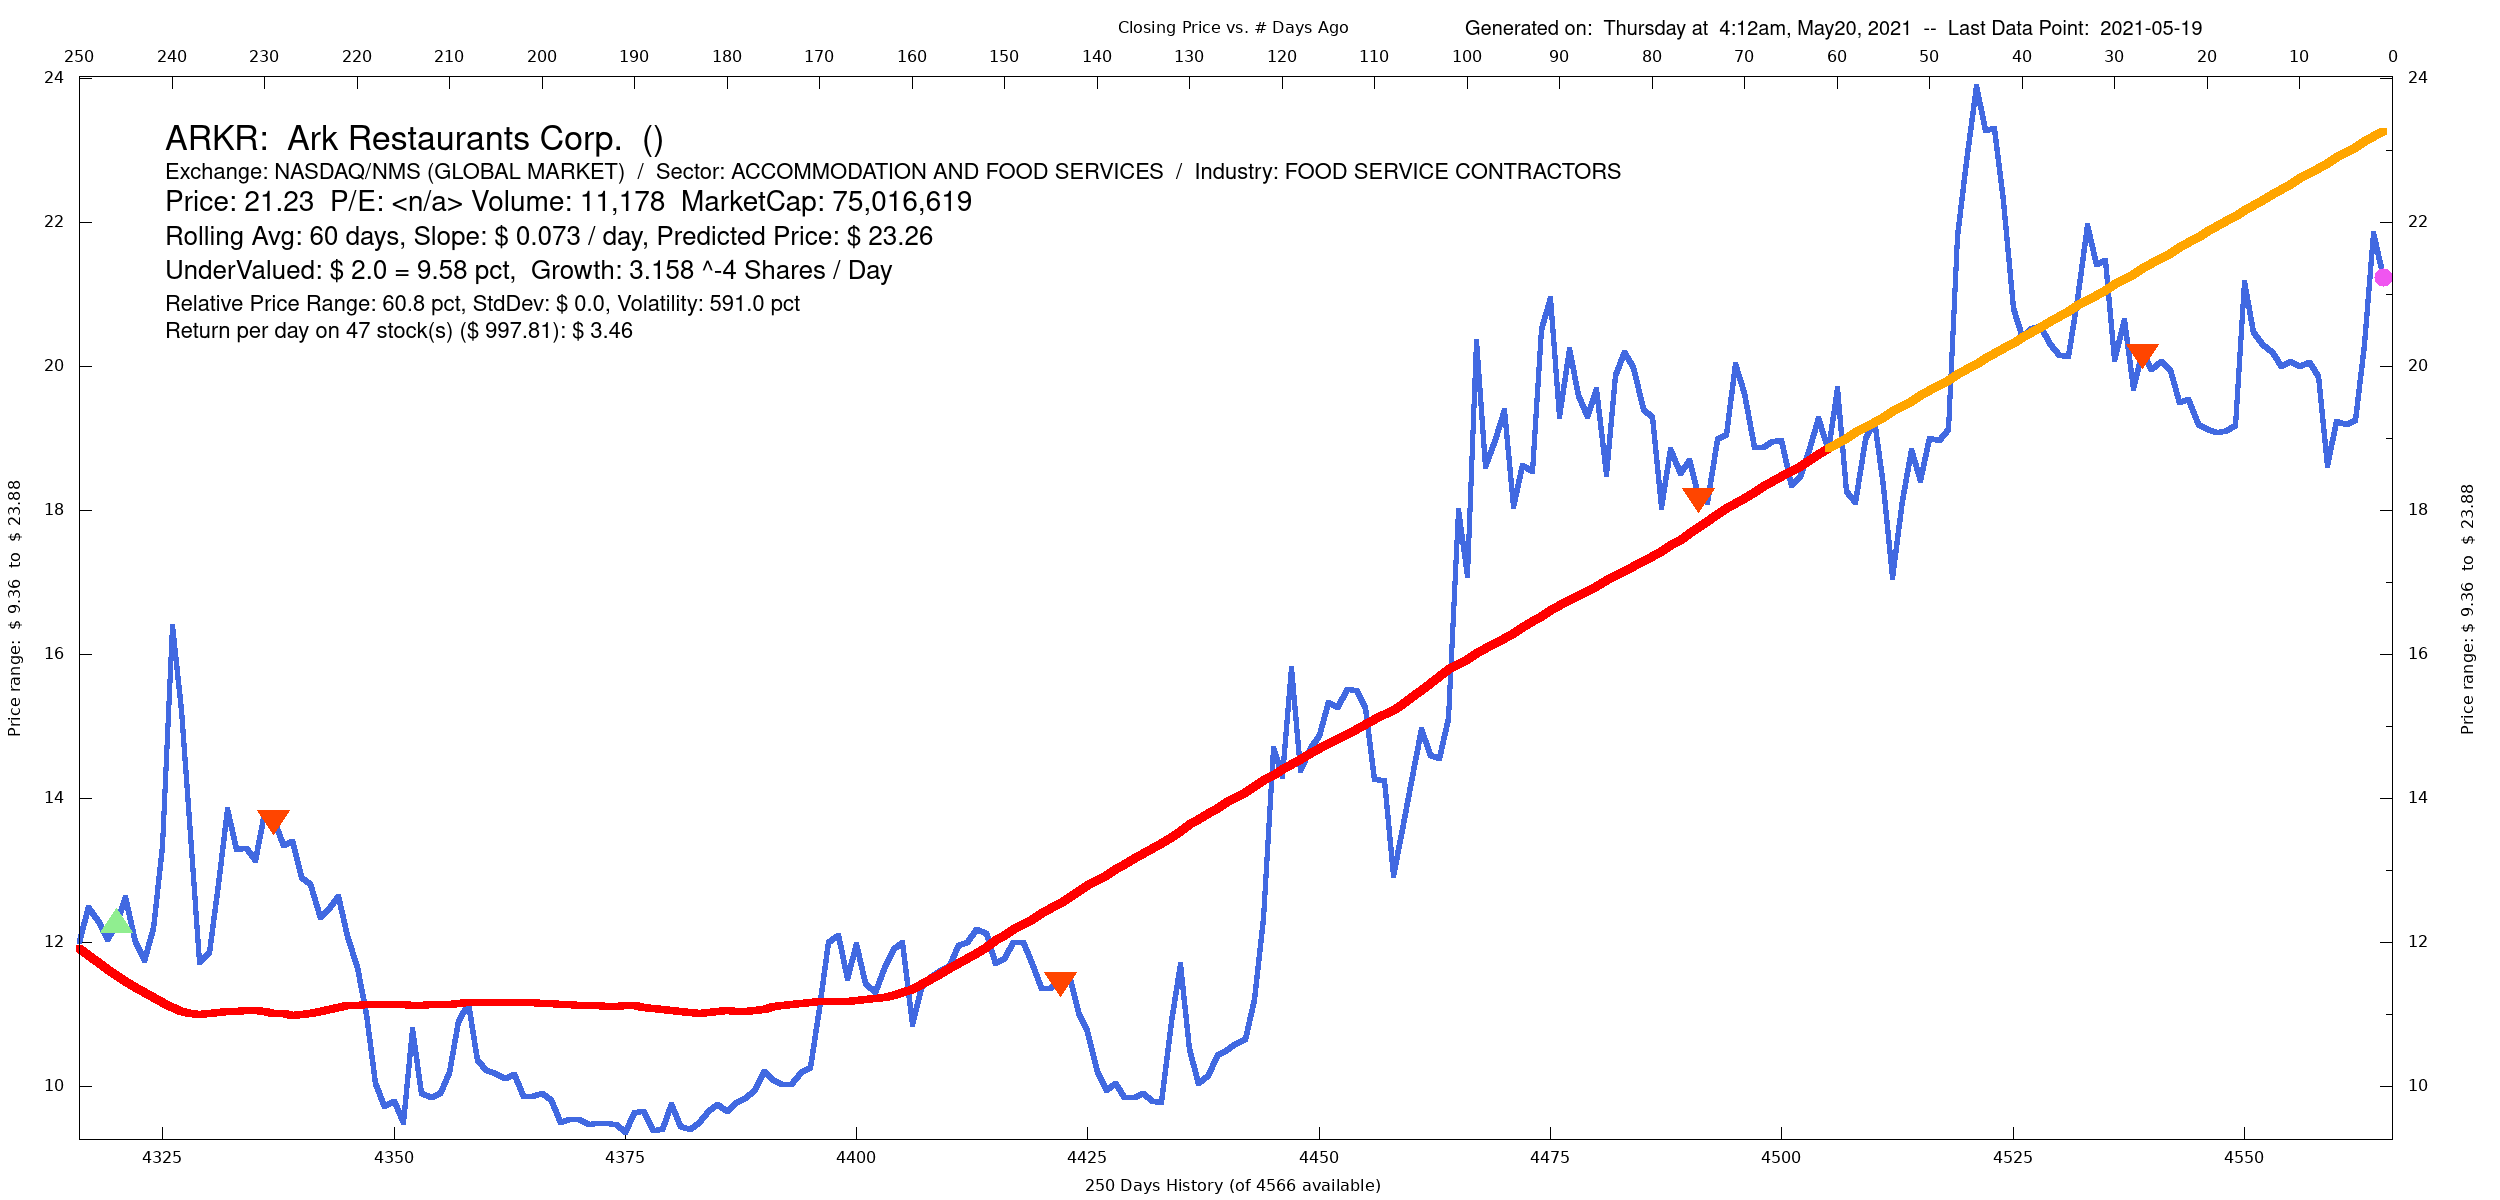 Closing Price vs. # Days Ago
Generated on:  Thursday at  4:12am, May20, 2021  --  Last Data Point:  2021-05-19
250 240 230 220 210 200 190 180 170 160 150 140 130 120 110 100 90 80 70 60 50 40 30 20 10 0
ARKR:  Ark Restaurants Corp.  ()
Exchange: NASDAQ/NMS (GLOBAL MARKET)  /  Sector: ACCOMMODATION AND FOOD SERVICES  /  Industry: FOOD SERVICE CONTRACTORS
Price: 21.23  P/E: <n/a> Volume: 11,178  MarketCap: 75,016,619
Rolling Avg: 60 days, Slope: $ 0.073 / day, Predicted Price: $ 23.26
UnderValued: $ 2.0 = 9.58 pct,  Growth: 3.158 ^-4 Shares / Day
Relative Price Range: 60.8 pct, StdDev: $ 0.0, Volatility: 591.0 pct
Return per day on 47 stock(s) ($ 997.81): $ 3.46
24 24
22 22
20 20
18 18
16 16
14 14
12 12
10 10
Price range:  $ 9.36  to  $ 23.88
Price range: $ 9.36  to  $ 23.88
4325 4350 4375 4400 4425 4450 4475 4500 4525 4550
250 Days History (of 4566 available)